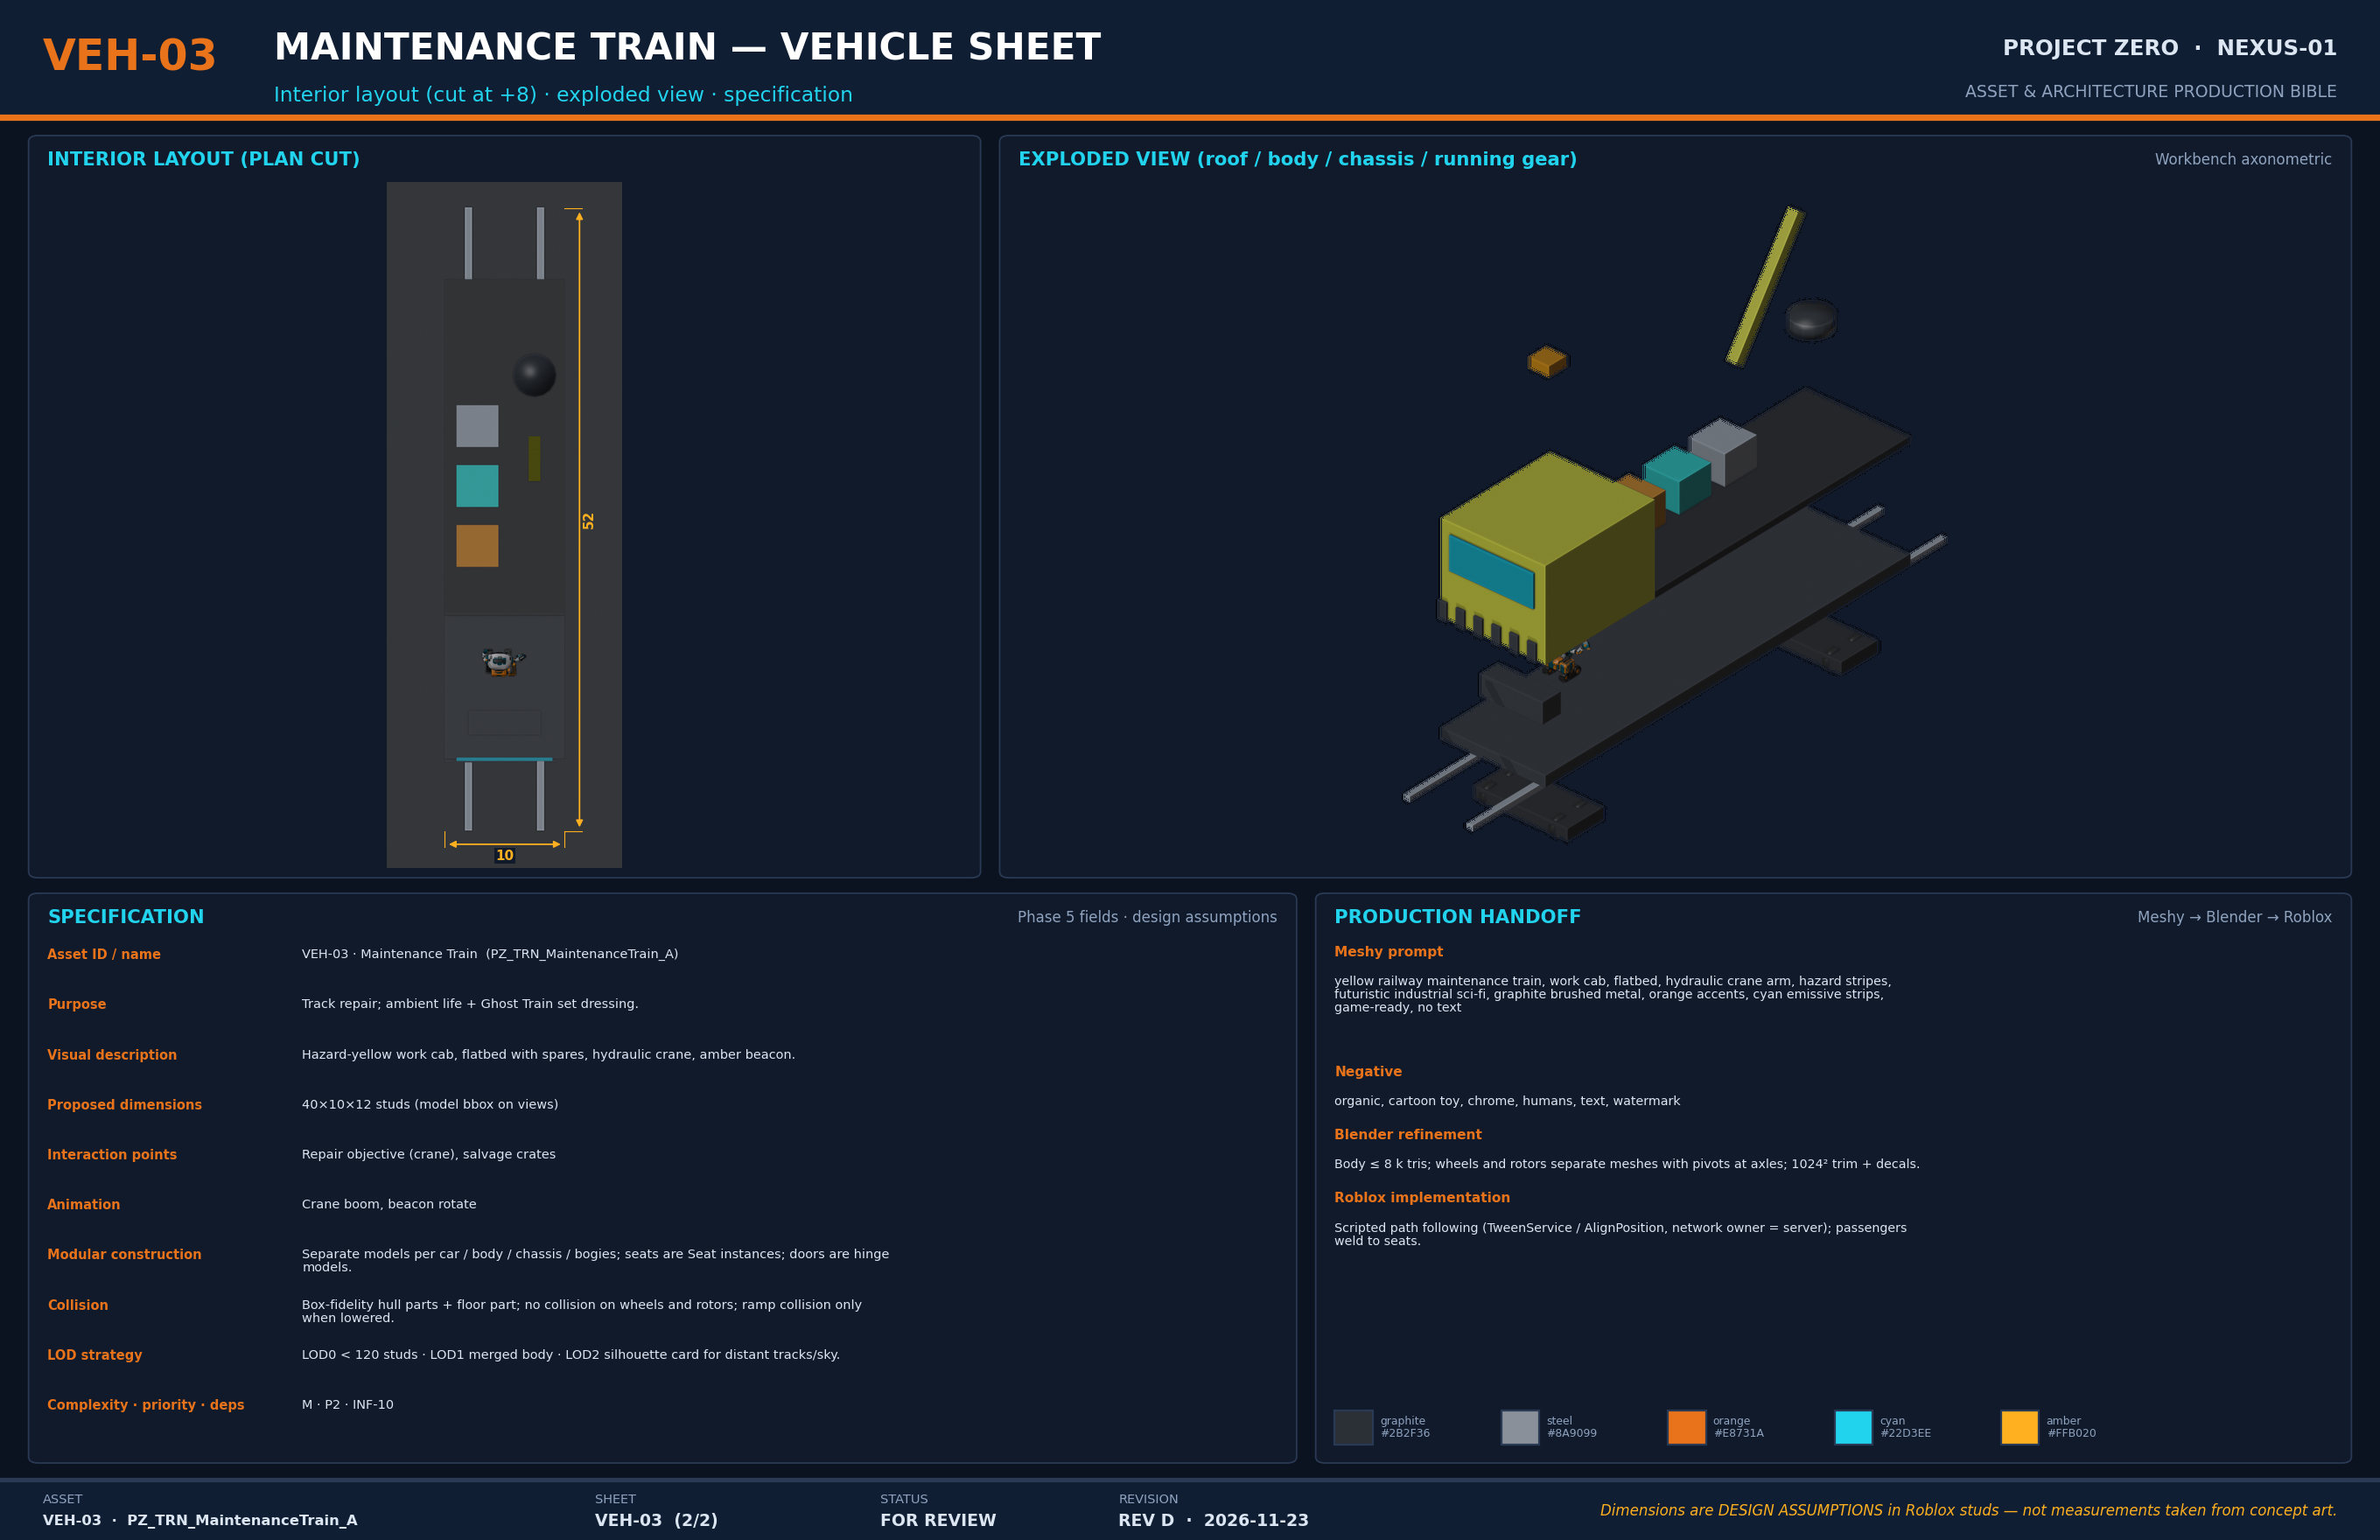 VEH-03
MAINTENANCE TRAIN — VEHICLE SHEET
Interior layout (cut at +8) · exploded view · specification
PROJECT ZERO · NEXUS-01
ASSET & ARCHITECTURE PRODUCTION BIBLE
INTERIOR LAYOUT (PLAN CUT)
52
10
EXPLODED VIEW (roof / body / chassis / running gear)
Workbench axonometric
SPECIFICATION
Phase 5 fields · design assumptions
Asset ID / name
VEH-03 · Maintenance Train (PZ_TRN_MaintenanceTrain_A)
Purpose
Track repair; ambient life + Ghost Train set dressing.
Visual description
Hazard-yellow work cab, flatbed with spares, hydraulic crane, amber beacon.
Proposed dimensions
40×10×12 studs (model bbox on views)
Interaction points
Repair objective (crane), salvage crates
Animation
Crane boom, beacon rotate
Modular construction
Separate models per car / body / chassis / bogies; seats are Seat instances; doors are hinge
models.
Collision
Box-fidelity hull parts + floor part; no collision on wheels and rotors; ramp collision only
when lowered.
LOD strategy
LOD0 < 120 studs · LOD1 merged body · LOD2 silhouette card for distant tracks/sky.
Complexity · priority · deps
M · P2 · INF-10
PRODUCTION HANDOFF
Meshy → Blender → Roblox
Meshy prompt
yellow railway maintenance train, work cab, flatbed, hydraulic crane arm, hazard stripes,
futuristic industrial sci-fi, graphite brushed metal, orange accents, cyan emissive strips,
game-ready, no text
Negative
organic, cartoon toy, chrome, humans, text, watermark
Blender refinement
Body ≤ 8 k tris; wheels and rotors separate meshes with pivots at axles; 1024² trim + decals.
Roblox implementation
Scripted path following (TweenService / AlignPosition, network owner = server); passengers
weld to seats.
graphite
#2B2F36
steel
#8A9099
orange
#E8731A
cyan
#22D3EE
amber
#FFB020
ASSET
VEH-03 · PZ_TRN_MaintenanceTrain_A
SHEET
VEH-03 (2/2)
STATUS
FOR REVIEW
REVISION
REV D · 2026-11-23
Dimensions are DESIGN ASSUMPTIONS in Roblox studs — not measurements taken from concept art.